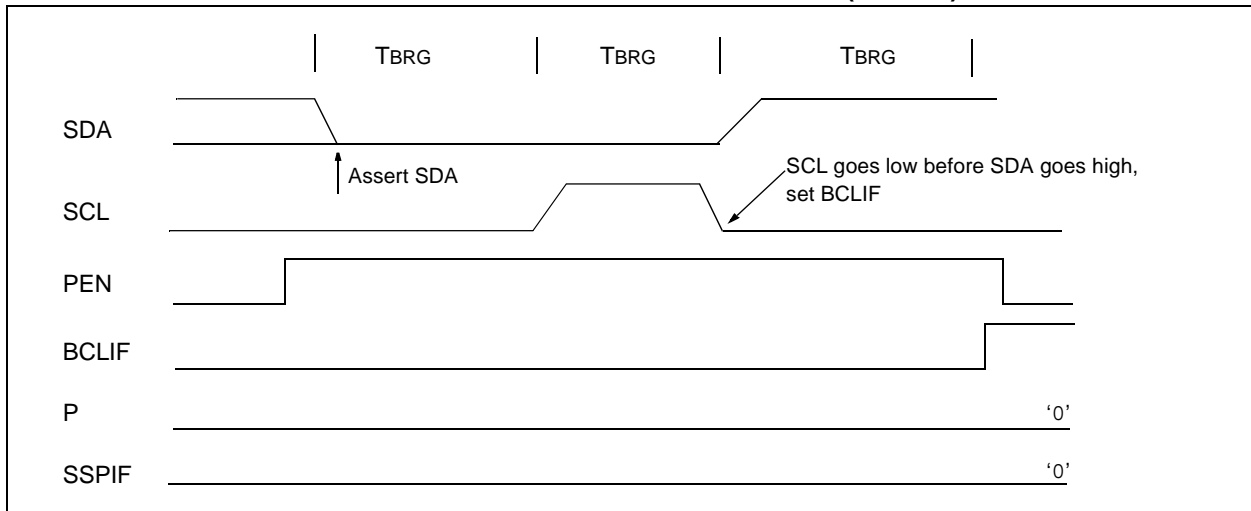 TBRG TBRG TBRG
SDA
Assert SDA
SCL goes low before SDA goes high,
set BCLIF
SCL
PEN
BCLIF
P
‘0’
SSPIF
‘0’